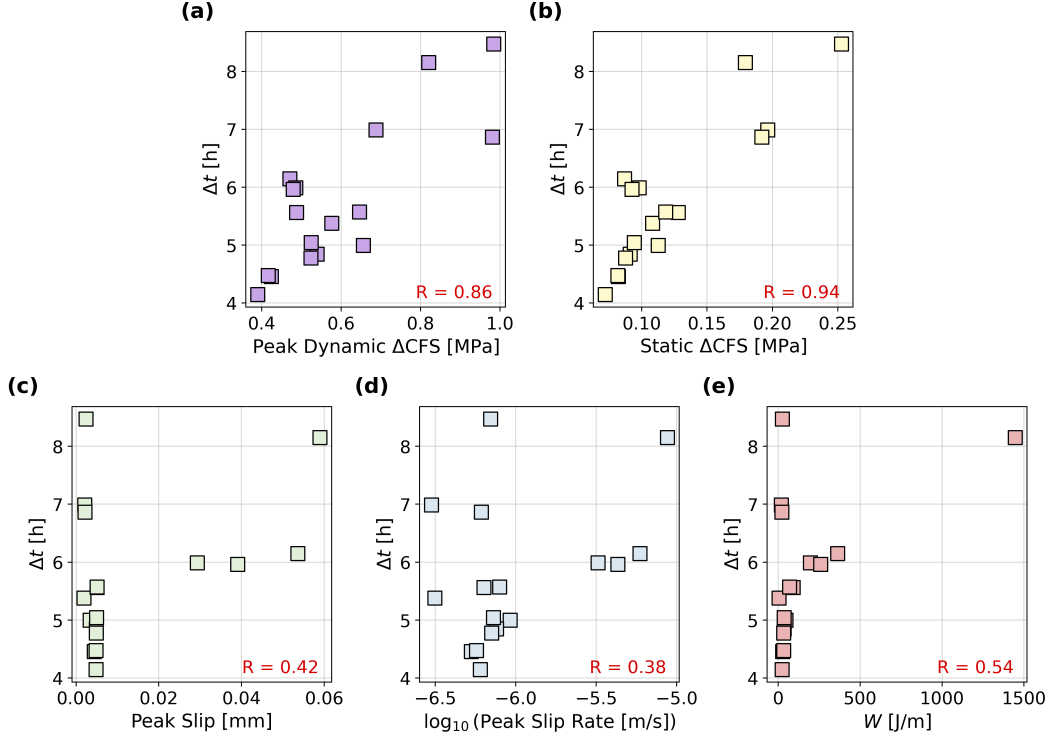 (a)
(b)
8
7
6
5
4
Δt [h]
R = 0.86
0.4 0.6 0.8 1.0
Peak Dynamic ΔCFS [MPa]
8
7
6
5
4
Δt [h]
R = 0.94
0.10 0.15 0.20 0.25
Static ΔCFS [MPa]
(c)
(d)
(e)
8
7
6
5
4
Δt [h]
R = 0.42
0.00 0.02 0.04 0.06
Peak Slip [mm]
8
7
6
5
4
Δt [h]
R = 0.38
−6.5 −6.0 −5.5 −5.0
log₁₀(Peak Slip Rate [m/s])
8
7
6
5
4
Δt [h]
R = 0.54
0 500 1000 1500
W [J/m]